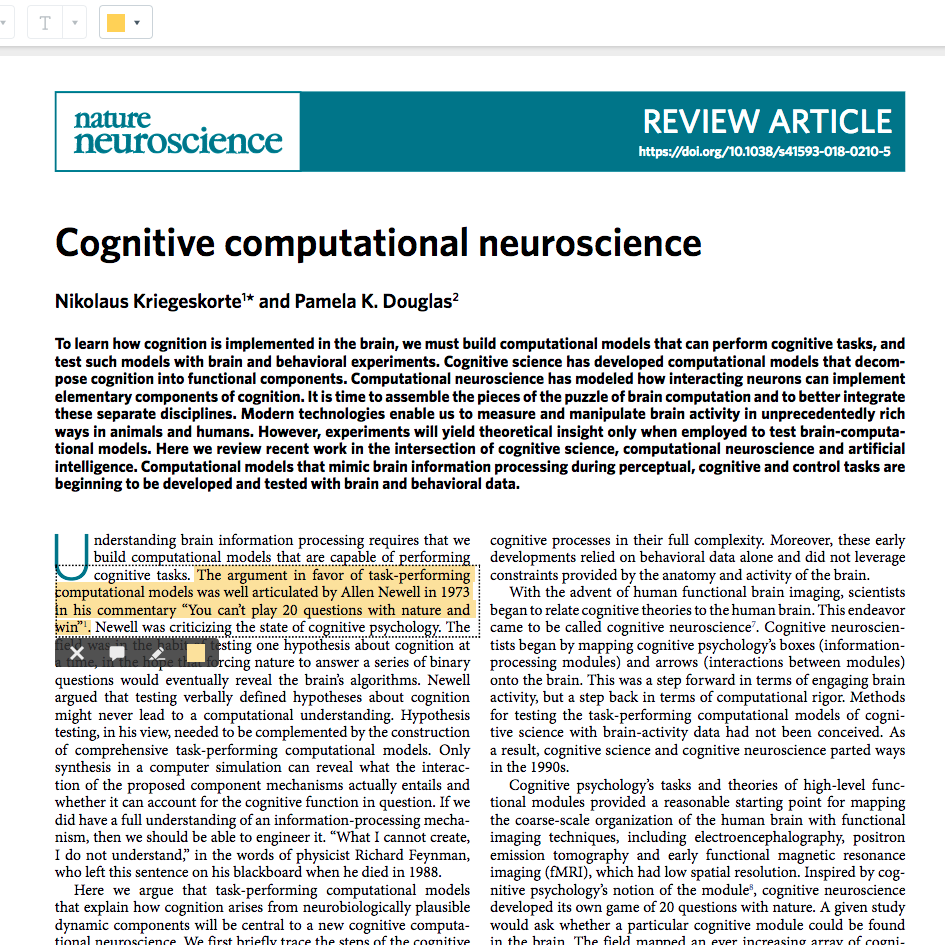 T
nature
neuroscience
REVIEW ARTICLE
https://doi.org/10.1038/s41593-018-0210-5
Cognitive computational neuroscience
Nikolaus Kriegeskorte1* and Pamela K. Douglas2
To learn how cognition is implemented in the brain, we must build computational models that can perform cognitive tasks, and
test such models with brain and behavioral experiments. Cognitive science has developed computational models that decom-
pose cognition into functional components. Computational neuroscience has modeled how interacting neurons can implement
elementary components of cognition. It is time to assemble the pieces of the puzzle of brain computation and to better integrate
these separate disciplines. Modern technologies enable us to measure and manipulate brain activity in unprecedentedly rich
ways in animals and humans. However, experiments will yield theoretical insight only when employed to test brain-computa-
tional models. Here we review recent work in the intersection of cognitive science, computational neuroscience and artificial
intelligence. Computational models that mimic brain information processing during perceptual, cognitive and control tasks are
beginning to be developed and tested with brain and behavioral data.
Understanding brain information processing requires that we
build computational models that are capable of performing
cognitive tasks. The argument in favor of task-performing
computational models was well articulated by Allen Newell in 1973
in his commentary “You can’t play 20 questions with nature and
win”1. Newell was criticizing the state of cognitive psychology. The
field was in the habit of testing one hypothesis about cognition at
a time, in the hope that forcing nature to answer a series of binary
questions would eventually reveal the brain’s algorithms. Newell
argued that testing verbally defined hypotheses about cognition
might never lead to a computational understanding. Hypothesis
testing, in his view, needed to be complemented by the construction
of comprehensive task-performing computational models. Only
synthesis in a computer simulation can reveal what the interac-
tion of the proposed component mechanisms actually entails and
whether it can account for the cognitive function in question. If we
did have a full understanding of an information-processing mecha-
nism, then we should be able to engineer it. “What I cannot create,
I do not understand,” in the words of physicist Richard Feynman,
who left this sentence on his blackboard when he died in 1988.
Here we argue that task-performing computational models
that explain how cognition arises from neurobiologically plausible
dynamic components will be central to a new cognitive computa-
tional neuroscience. We first briefly trace the steps of the cognitive
cognitive processes in their full complexity. Moreover, these early
developments relied on behavioral data alone and did not leverage
constraints provided by the anatomy and activity of the brain.
With the advent of human functional brain imaging, scientists
began to relate cognitive theories to the human brain. This endeavor
came to be called cognitive neuroscience7. Cognitive neuroscien-
tists began by mapping cognitive psychology’s boxes (information-
processing modules) and arrows (interactions between modules)
onto the brain. This was a step forward in terms of engaging brain
activity, but a step back in terms of computational rigor. Methods
for testing the task-performing computational models of cogni-
tive science with brain-activity data had not been conceived. As
a result, cognitive science and cognitive neuroscience parted ways
in the 1990s.
Cognitive psychology’s tasks and theories of high-level func-
tional modules provided a reasonable starting point for mapping
the coarse-scale organization of the human brain with functional
imaging techniques, including electroencephalography, positron
emission tomography and early functional magnetic resonance
imaging (fMRI), which had low spatial resolution. Inspired by cog-
nitive psychology’s notion of the module8, cognitive neuroscience
developed its own game of 20 questions with nature. A given study
would ask whether a particular cognitive module could be found
in the brain. The field mapped an ever increasing array of cogni-